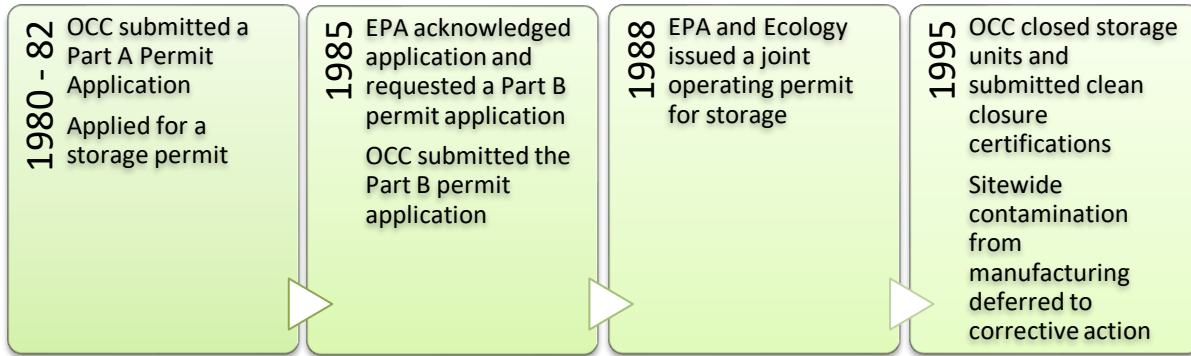 1980 - 82
OCC submitted a
Part A Permit
Application
Applied for a
storage permit
1985
EPA acknowledged
application and
requested a Part B
permit application
OCC submitted the
Part B permit
application
1988
EPA and Ecology
issued a joint
operating permit
for storage
1995
OCC closed storage
units and
submitted clean
closure
certifications
Sitewide
contamination
from
manufacturing
deferred to
corrective action